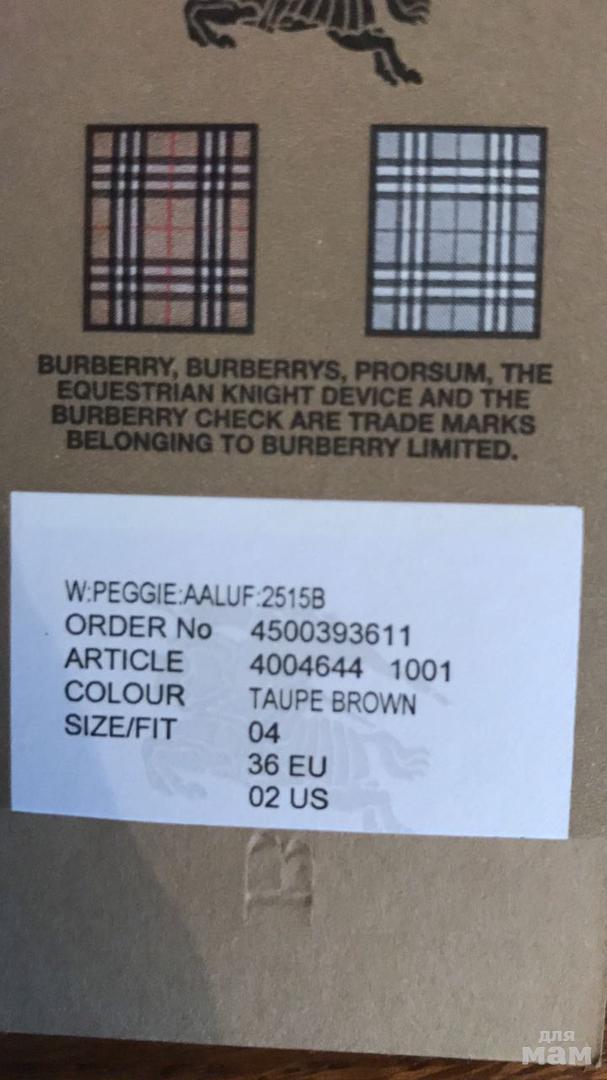 BURBERRY, BURBERRYS, PRORSUM, THE
EQUESTRIAN KNIGHT DEVICE AND THE
BURBERRY CHECK ARE TRADE MARKS
BELONGING TO BURBERRY LIMITED.
W:PEGGIE:AALUF:2515B
ORDER No 4500393611
ARTICLE 4004644 1001
COLOUR TAUPE BROWN
SIZE/FIT 04
36 EU
02 US
B
для
мам